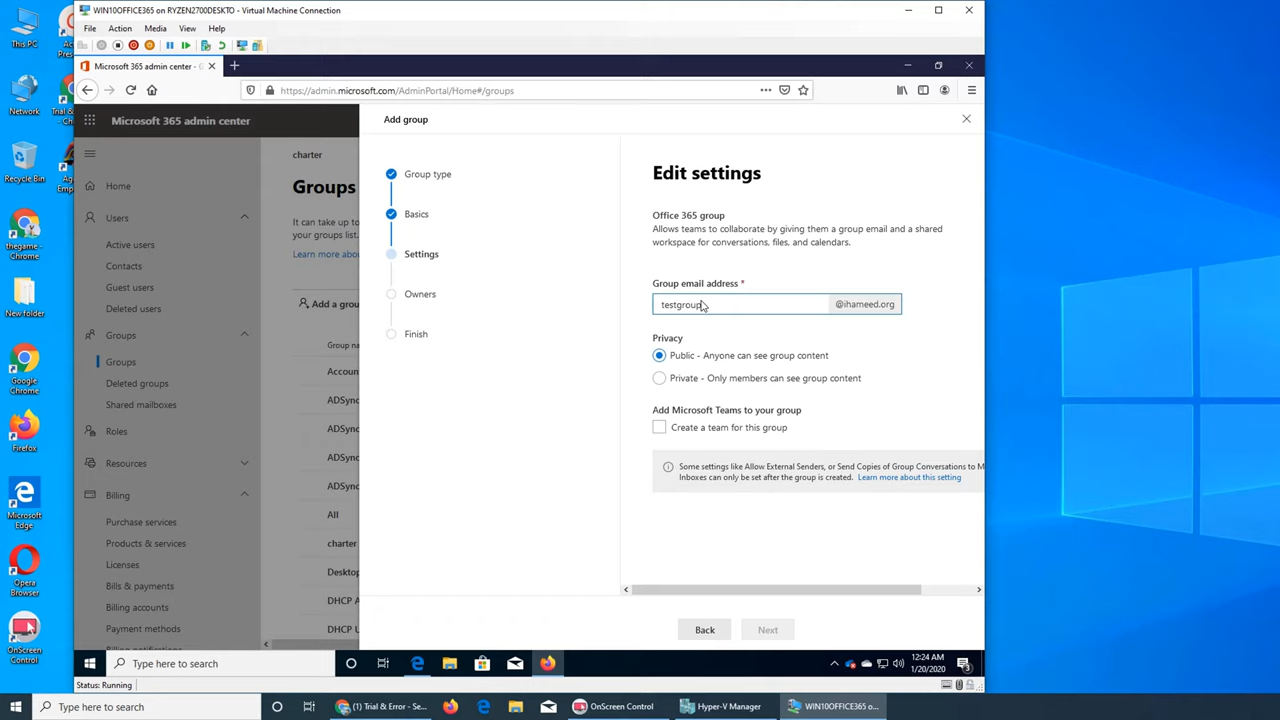 WIN10OFFICE365 on RYZEN2700DESKTO - Virtual Machine Connection
File Action Media View Help
Microsoft 365 admin center - G
https://admin.microsoft.com/AdminPortal/Home#/groups
Microsoft 365 admin center
Home
Users
Active users
Contacts
Guest users
Deleted users
Groups
Groups
Deleted groups
Shared mailboxes
Roles
Resources
Billing
Purchase services
Products & services
Licenses
Bills & payments
Billing accounts
Payment methods
charter
Groups
It can take up to
your groups list.
Learn more abou
Add a grou
Group na
Accoun
ADSync
ADSync
ADSync
ADSync
All
charter
Desktop
DHCP A
DHCP U
Add group
Group type
Basics
Settings
Owners
Finish
Edit settings
Office 365 group
Allows teams to collaborate by giving them a group email and a shared
workspace for conversations, files, and calendars.
Group email address *
testgroup @ihameed.org
Privacy
Public - Anyone can see group content
Private - Only members can see group content
Add Microsoft Teams to your group
Create a team for this group
Some settings like Allow External Senders, or Send Copies of Group Conversations to M
Inboxes can only be set after the group is created. Learn more about this setting
Back Next
Type here to search
12:24 AM
1/20/2020
3
Status: Running
This PC
Network
Recycle Bin
thegame -
Chrome
New folder
Google
Chrome
Firefox
Microsoft
Edge
Opera
Browser
OnScreen
Control
Type here to search
(1) Trial & Error - Se...
OnScreen Control
Hyper-V Manager
WIN10OFFICE365 o...